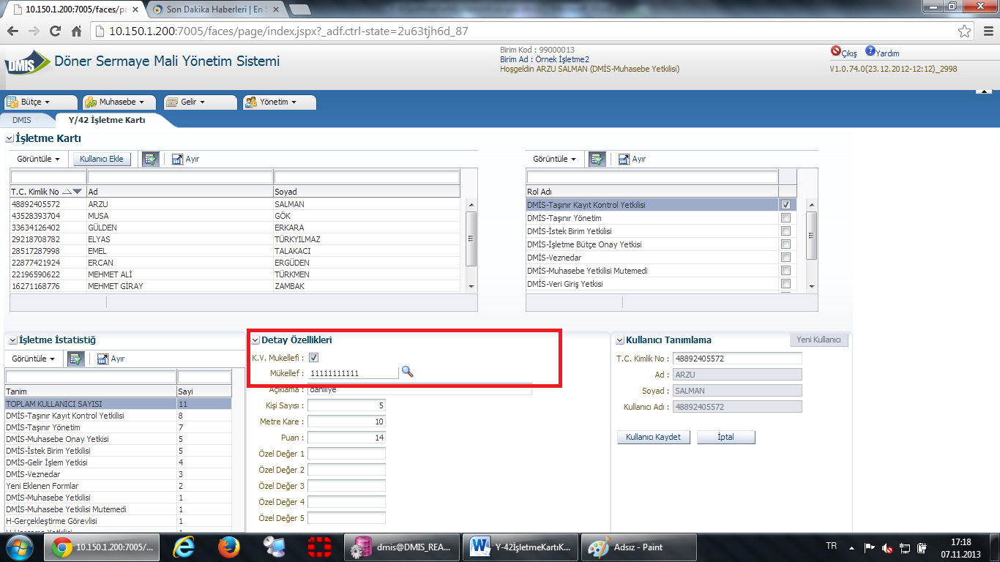 10.150.1.200:7005/faces/pa
Son Dakika Haberleri | En
10.150.1.200:7005/faces/page/index.jspx?_adf.ctrl-state=2u63tjh6d_87
DMIS Döner Sermaye Mali Yönetim Sistemi
Birim Kod : 99000013
Birim Ad : Örnek İşletme2
Hoşgeldin ARZU SALMAN (DMİS-Muhasebe Yetkilisi)
Çıkış Yardım
V1.0.74.0(23.12.2012-12:12)_2998
Bütçe Muhasebe Gelir Yönetim
DMIS Y/42 İşletme Kartı
İşletme Kartı
Görüntüle Kullanıcı Ekle Ayır
T.C. Kimlik No Ad Soyad
48892405572 ARZU SALMAN
43528393704 MUSA GÖK
33634126402 GÜLDEN ERKARA
29218708782 ELYAS TÜRKYILMAZ
28517287998 EMEL TALAKACI
22877421924 ERCAN ERGÜDEN
22196590622 MEHMET ALİ TÜRKMEN
16271168776 MEHMET GİRAY ZAMBAK
Görüntüle Ayır
Rol Adı
DMİS-Taşınır Kayıt Kontrol Yetkilisi
DMİS-Taşınır Yönetim
DMİS-İstek Birim Yetkilisi
DMİS-İşletme Bütçe Onay Yetkisi
DMİS-Veznedar
DMİS-Muhasebe Yetkilisi Mutemedi
DMİS-Veri Giriş Yetkisi
İşletme İstatistiğ
Görüntüle Ayır
Tanim Sayi
TOPLAM KULLANICI SAYISI 11
DMİS-Taşınır Kayıt Kontrol Yetkilisi 8
DMİS-Taşınır Yönetim 7
DMİS-Muhasebe Onay Yetkisi 5
DMİS-İstek Birim Yetkilisi 5
DMİS-Gelir İşlem Yetkisi 4
DMİS-Veznedar 3
Yeni Eklenen Formlar 2
DMİS-Muhasebe Yetkilisi 1
DMİS-Muhasebe Yetkilisi Mutemedi 1
H-Gerçekleştirme Görevlisi 1
H-Harcama Yetkilisi 1
Detay Özellikleri
K.V. Mukellefi :
Mükellef : 11111111111
Açıklama : dahiliye
Kişi Sayısı : 5
Metre Kare : 10
Puan : 14
Özel Değer 1
Özel Değer 2
Özel Değer 3
Özel Değer 4
Özel Değer 5
Kullanıcı Tanımlama Yeni Kullanıcı
T.C. Kimlik No : 48892405572
Ad : ARZU
Soyad : SALMAN
Kullanıcı Adı : 48892405572
Kullanıcı Kaydet İptal
10.150.1.200:7005/...
dmis@DMIS_REA...
Y-42İşletmeKartıK...
Adsız - Paint
TR
17:18
07.11.2013